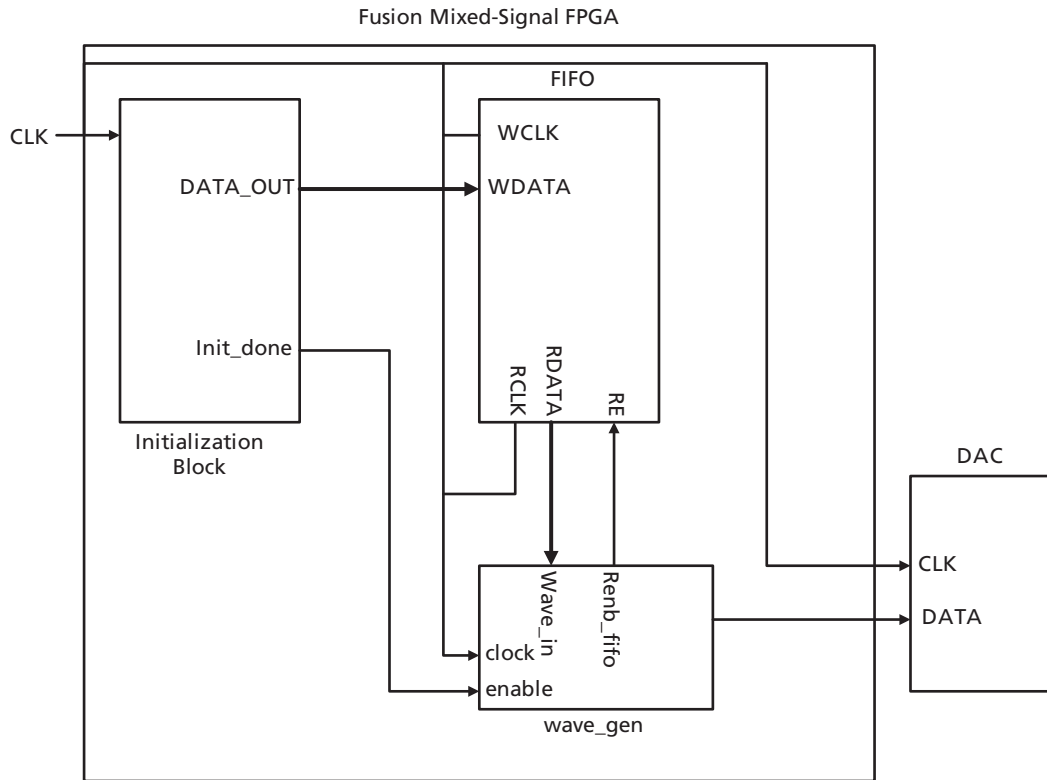 Fusion Mixed-Signal FPGA
FIFO
CLK
WCLK
DATA_OUT
WDATA
Init_done
RCLK
RDATA
RE
Initialization
Block
DAC
CLK
Wave_in
Renb_fifo
DATA
clock
enable
wave_gen